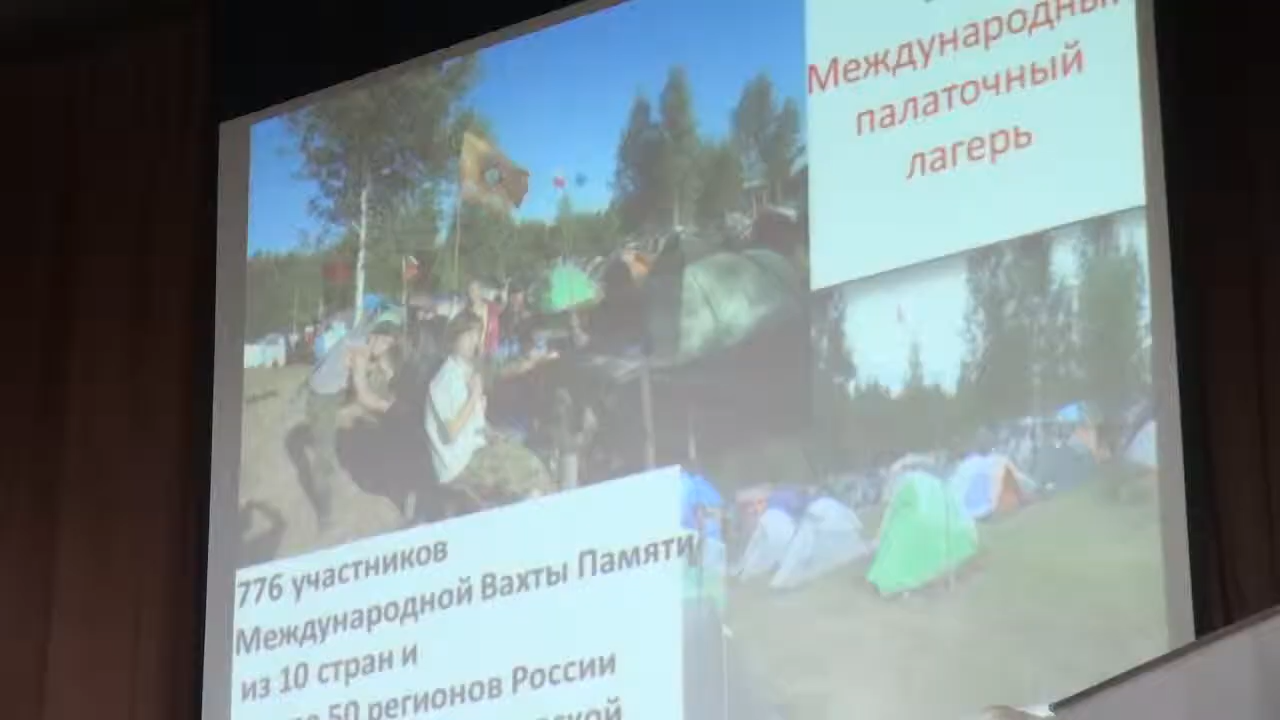 Международный
палаточный
лагерь
776 участников
Международной Вахты Памяти
из 10 стран и
50 регионов России